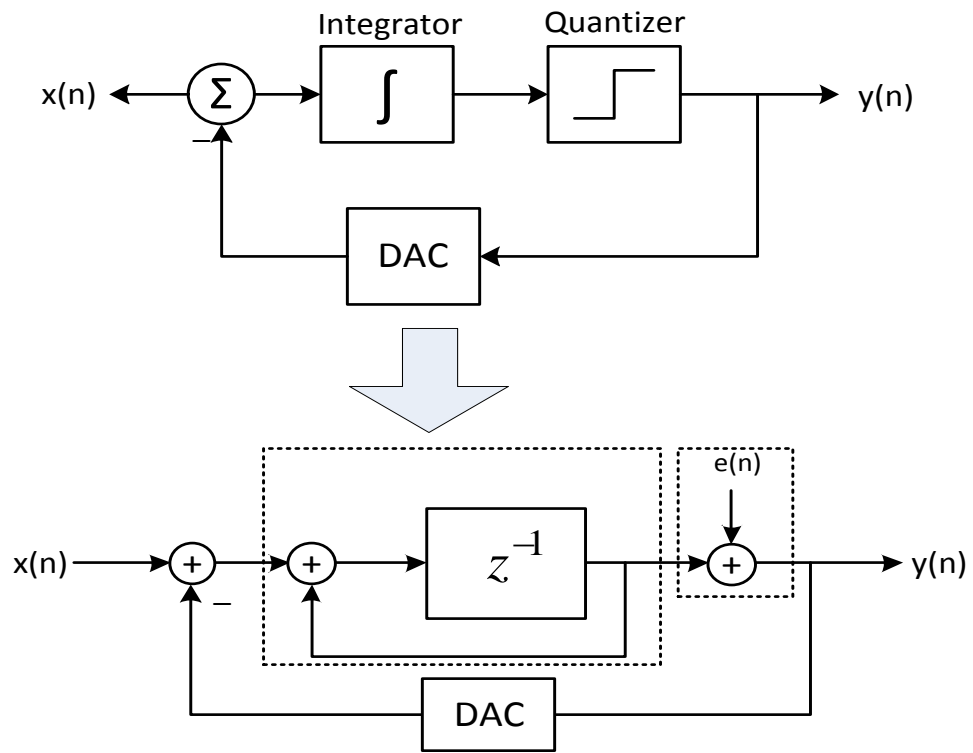 Integrator
Quantizer
x(n)
Σ
∫
y(n)
–
DAC
e(n)
x(n)
+
+
z⁻¹
+
y(n)
–
DAC